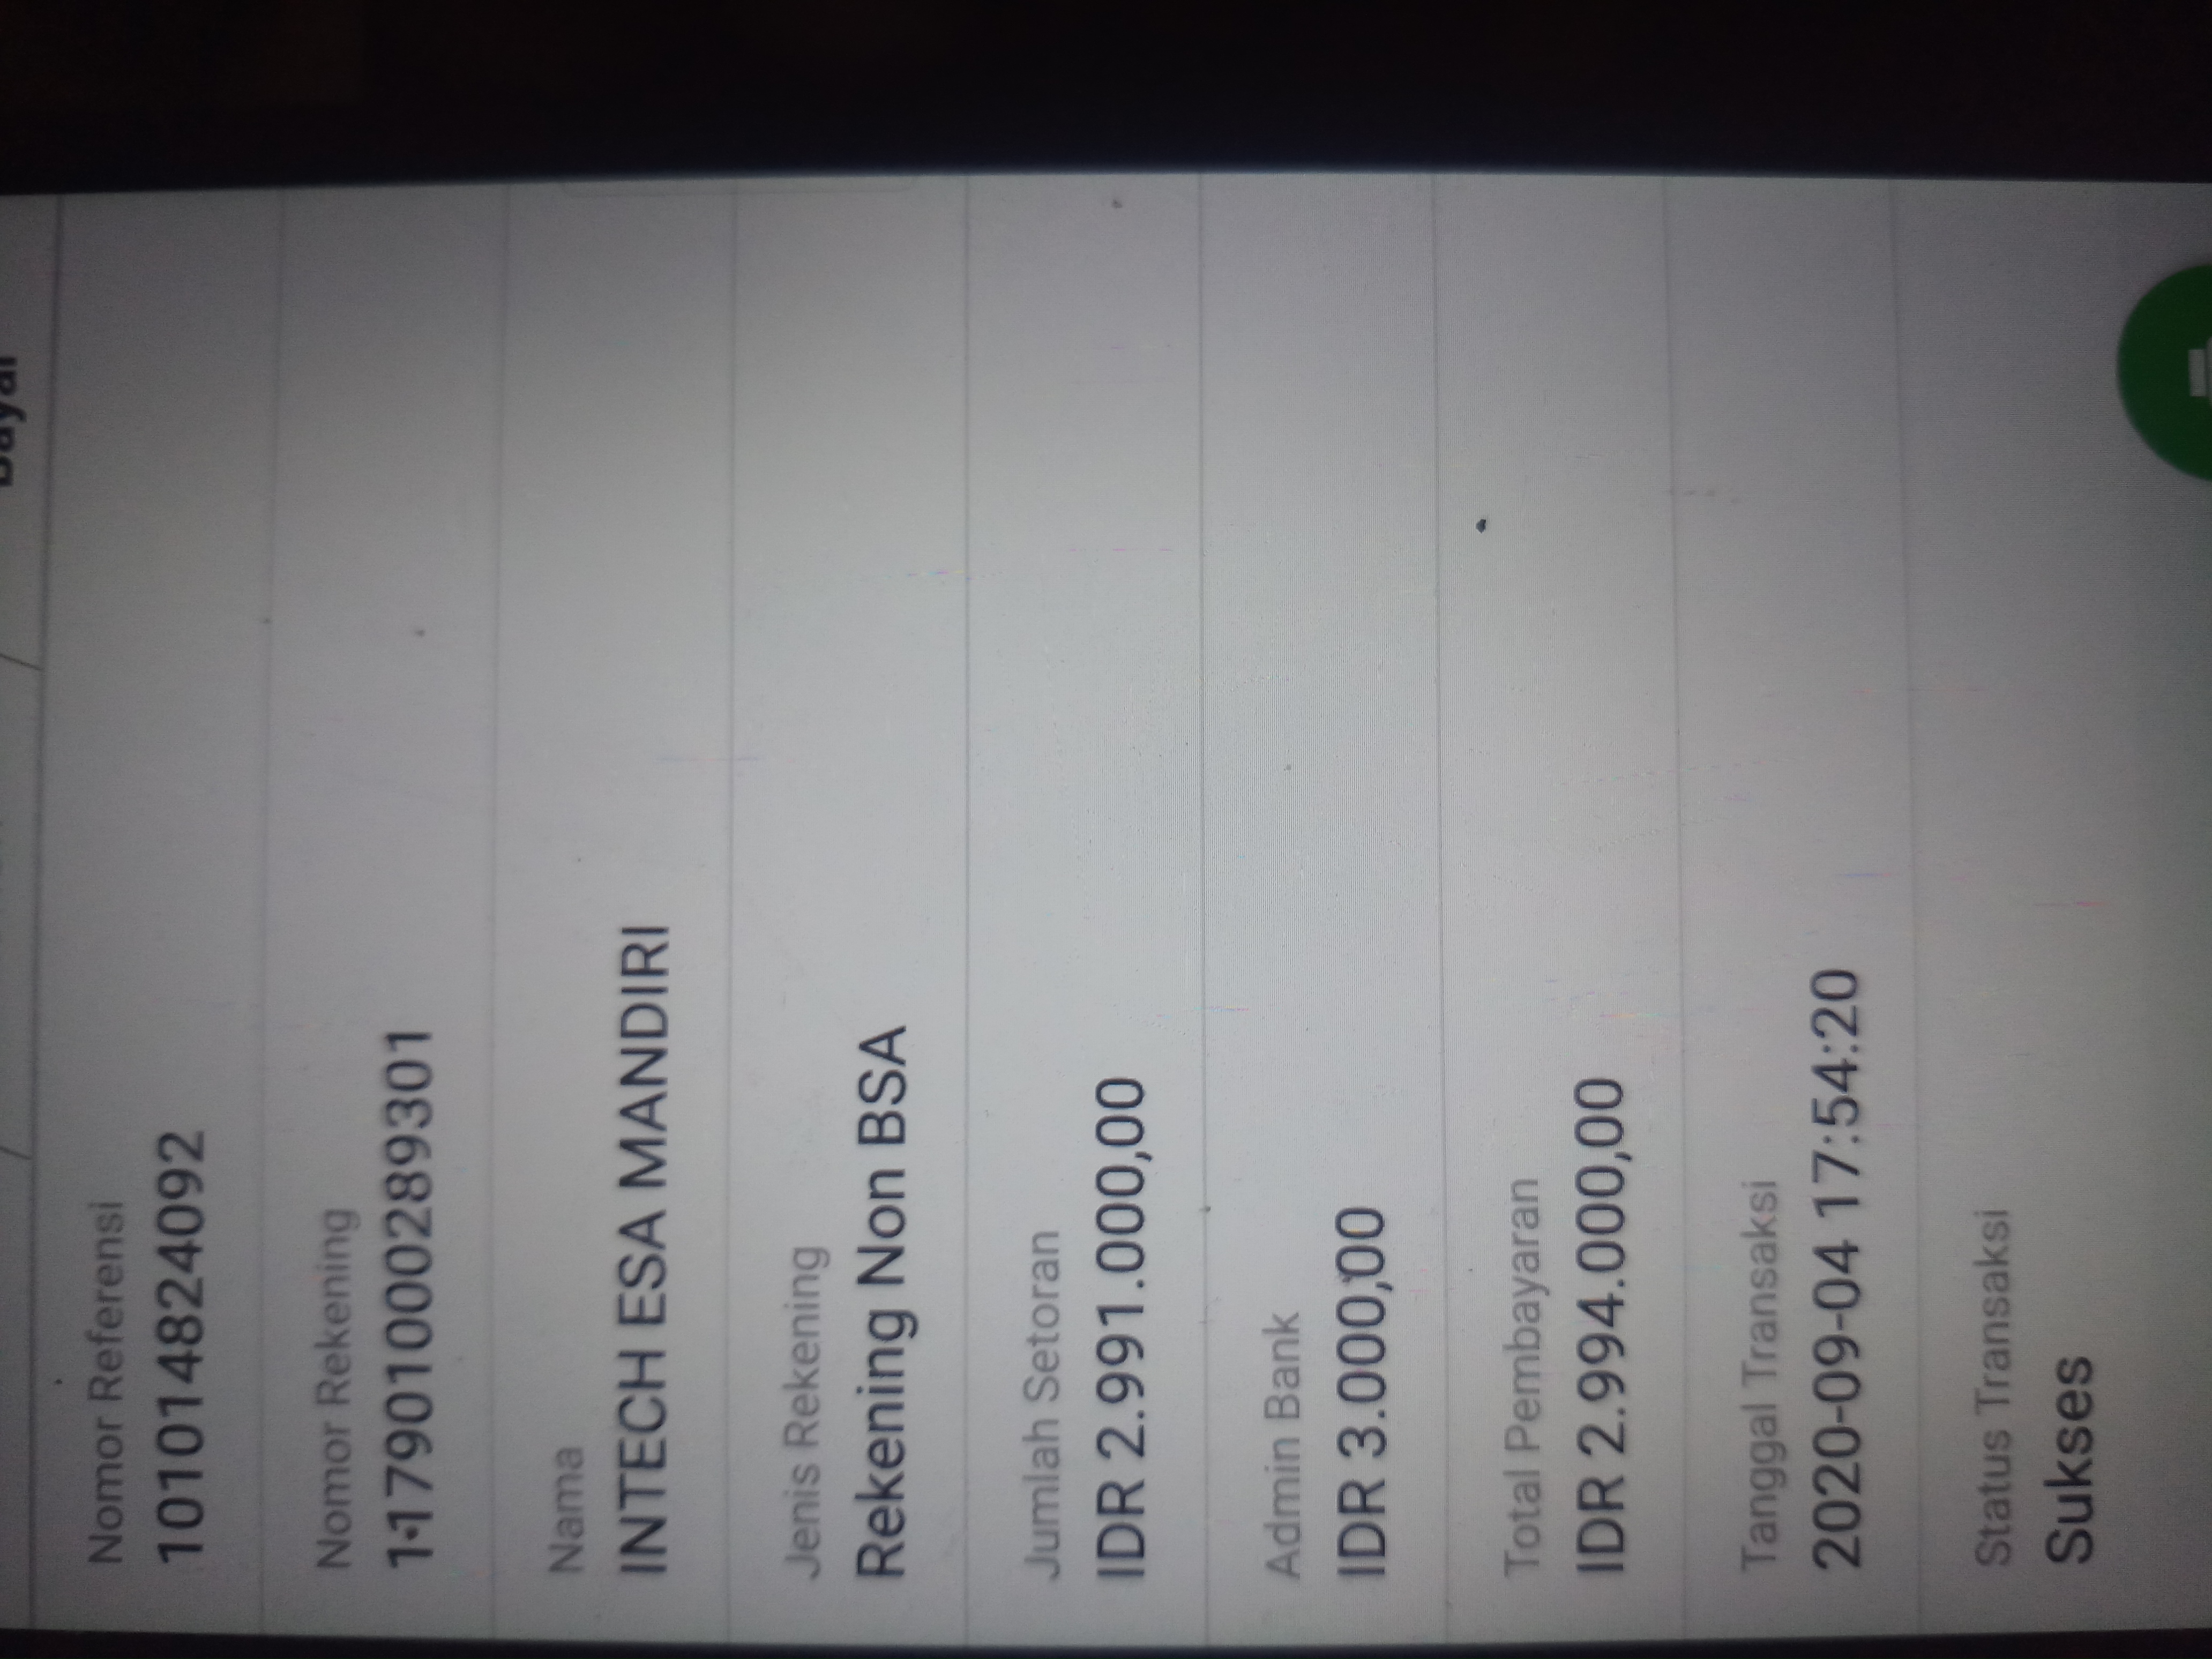 Bayar
Nomor Referensi
101014824092
Nomor Rekening
117901000289301
Nama
INTECH ESA MANDIRI
Jenis Rekening
Rekening Non BSA
Jumlah Setoran
IDR 2.991.000,00
Admin Bank
IDR 3.000,00
Total Pembayaran
IDR 2.994.000,00
Tanggal Transaksi
2020-09-04 17:54:20
Status Transaksi
Sukses